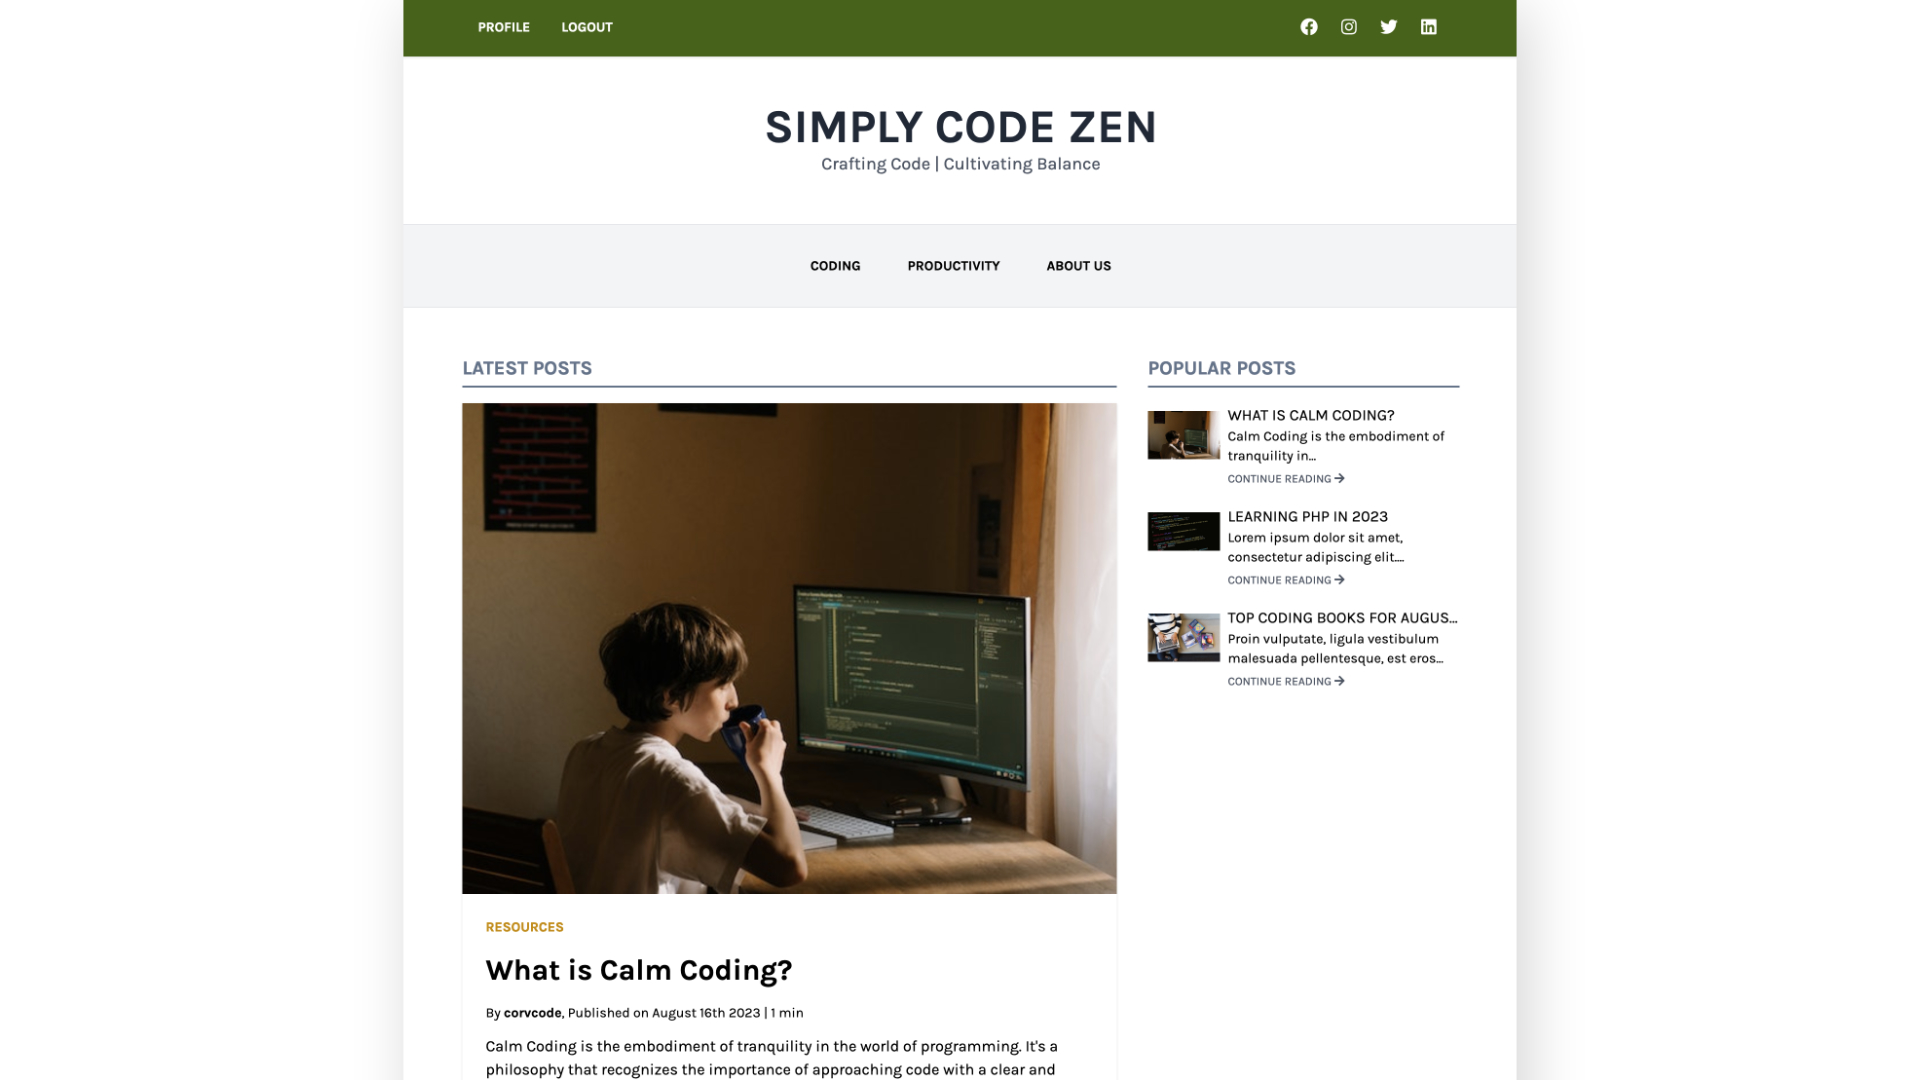 PROFILE LOGOUT
SIMPLY CODE ZEN
Crafting Code | Cultivating Balance
CODING PRODUCTIVITY ABOUT US
LATEST POSTS
RESOURCES
What is Calm Coding?
By corvcode, Published on August 16th 2023 | 1 min
Calm Coding is the embodiment of tranquility in the world of programming. It's a
philosophy that recognizes the importance of approaching code with a clear and
POPULAR POSTS
WHAT IS CALM CODING?
Calm Coding is the embodiment of
tranquility in...
CONTINUE READING
LEARNING PHP IN 2023
Lorem ipsum dolor sit amet,
consectetur adipiscing elit....
CONTINUE READING
TOP CODING BOOKS FOR AUGUS...
Proin vulputate, ligula vestibulum
malesuada pellentesque, est eros...
CONTINUE READING